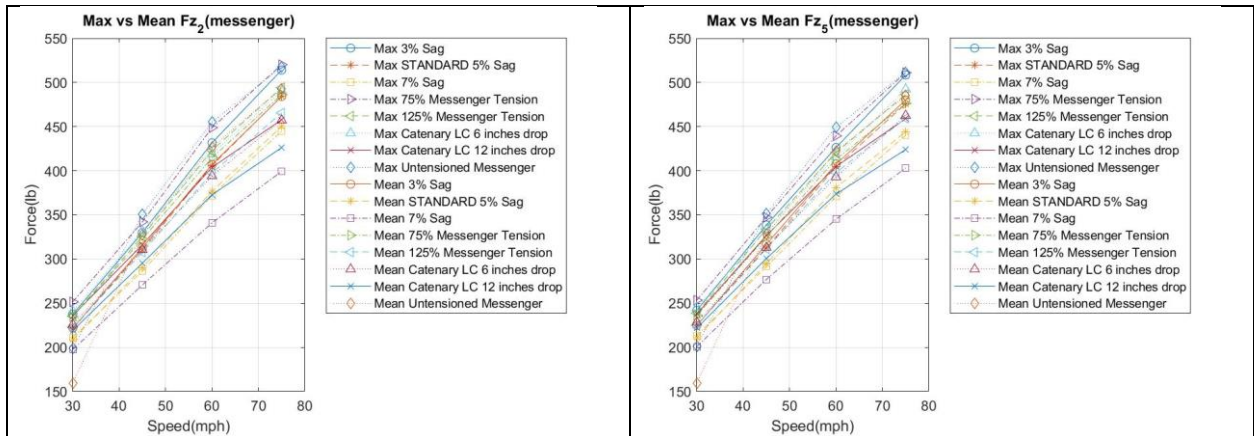 Max vs Mean Fz2(messenger)
550
500
450
400
350
300
250
200
150
Force(lb)
30 40 50 60 70 80
Speed(mph)
Max 3% Sag
Max STANDARD 5% Sag
Max 7% Sag
Max 75% Messenger Tension
Max 125% Messenger Tension
Max Catenary LC 6 inches drop
Max Catenary LC 12 inches drop
Max Untensioned Messenger
Mean 3% Sag
Mean STANDARD 5% Sag
Mean 7% Sag
Mean 75% Messenger Tension
Mean 125% Messenger Tension
Mean Catenary LC 6 inches drop
Mean Catenary LC 12 inches drop
Mean Untensioned Messenger
Max vs Mean Fz5(messenger)
550
500
450
400
350
300
250
200
150
Force(lb)
30 40 50 60 70 80
Speed(mph)
Max 3% Sag
Max STANDARD 5% Sag
Max 7% Sag
Max 75% Messenger Tension
Max 125% Messenger Tension
Max Catenary LC 6 inches drop
Max Catenary LC 12 inches drop
Max Untensioned Messenger
Mean 3% Sag
Mean STANDARD 5% Sag
Mean 7% Sag
Mean 75% Messenger Tension
Mean 125% Messenger Tension
Mean Catenary LC 6 inches drop
Mean Catenary LC 12 inches drop
Mean Untensioned Messenger